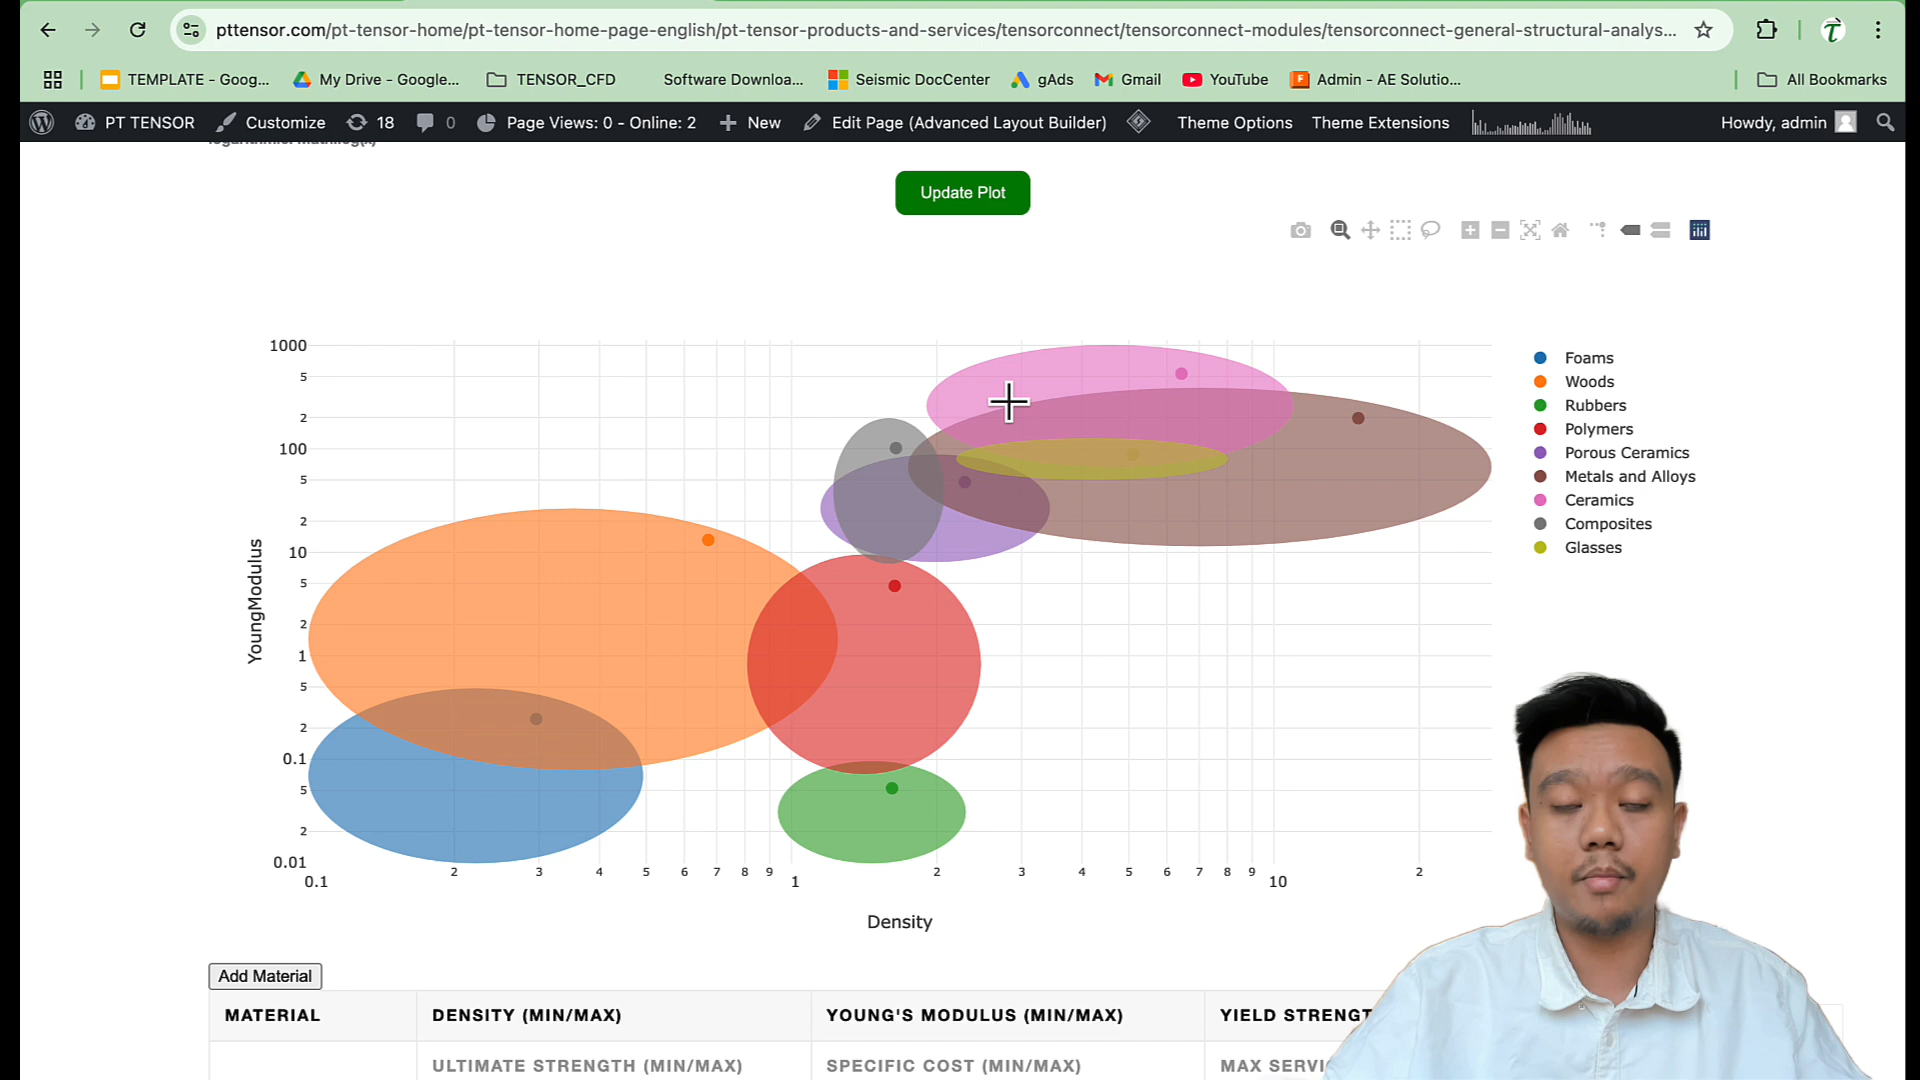 pttensor.com/pt-tensor-home/pt-tensor-home-page-english/pt-tensor-products-and-services/tensorconnect/tensorconnect-modules/tensorconnect-general-structural-analys...
TEMPLATE - Goog... My Drive - Google... TENSOR_CFD Software Downloa... Seismic DocCenter gAds Gmail YouTube Admin - AE Solutio... All Bookmarks
PT TENSOR Customize 18 0 Page Views: 0 - Online: 2 New Edit Page (Advanced Layout Builder) Theme Options Theme Extensions Howdy, admin
Update Plot
1000
5
2
100
5
2
10
5
2
1
5
2
0.1
5
2
0.01
YoungModulus
2 3 4 5 6 7 8 9 2 3 4 5 6 7 8 9 2
0.1 1 10
Density
Foams
Woods
Rubbers
Polymers
Porous Ceramics
Metals and Alloys
Ceramics
Composites
Glasses
Add Material
MATERIAL DENSITY (MIN/MAX) YOUNG'S MODULUS (MIN/MAX) YIELD STRENGT
ULTIMATE STRENGTH (MIN/MAX) SPECIFIC COST (MIN/MAX) MAX SERVI